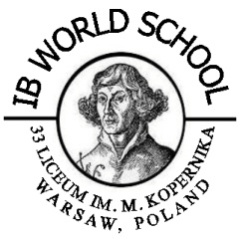 IB WORLD SCHOOL
33 LICEUM IM. M. KOPERNIKA
WARSAW, POLAND